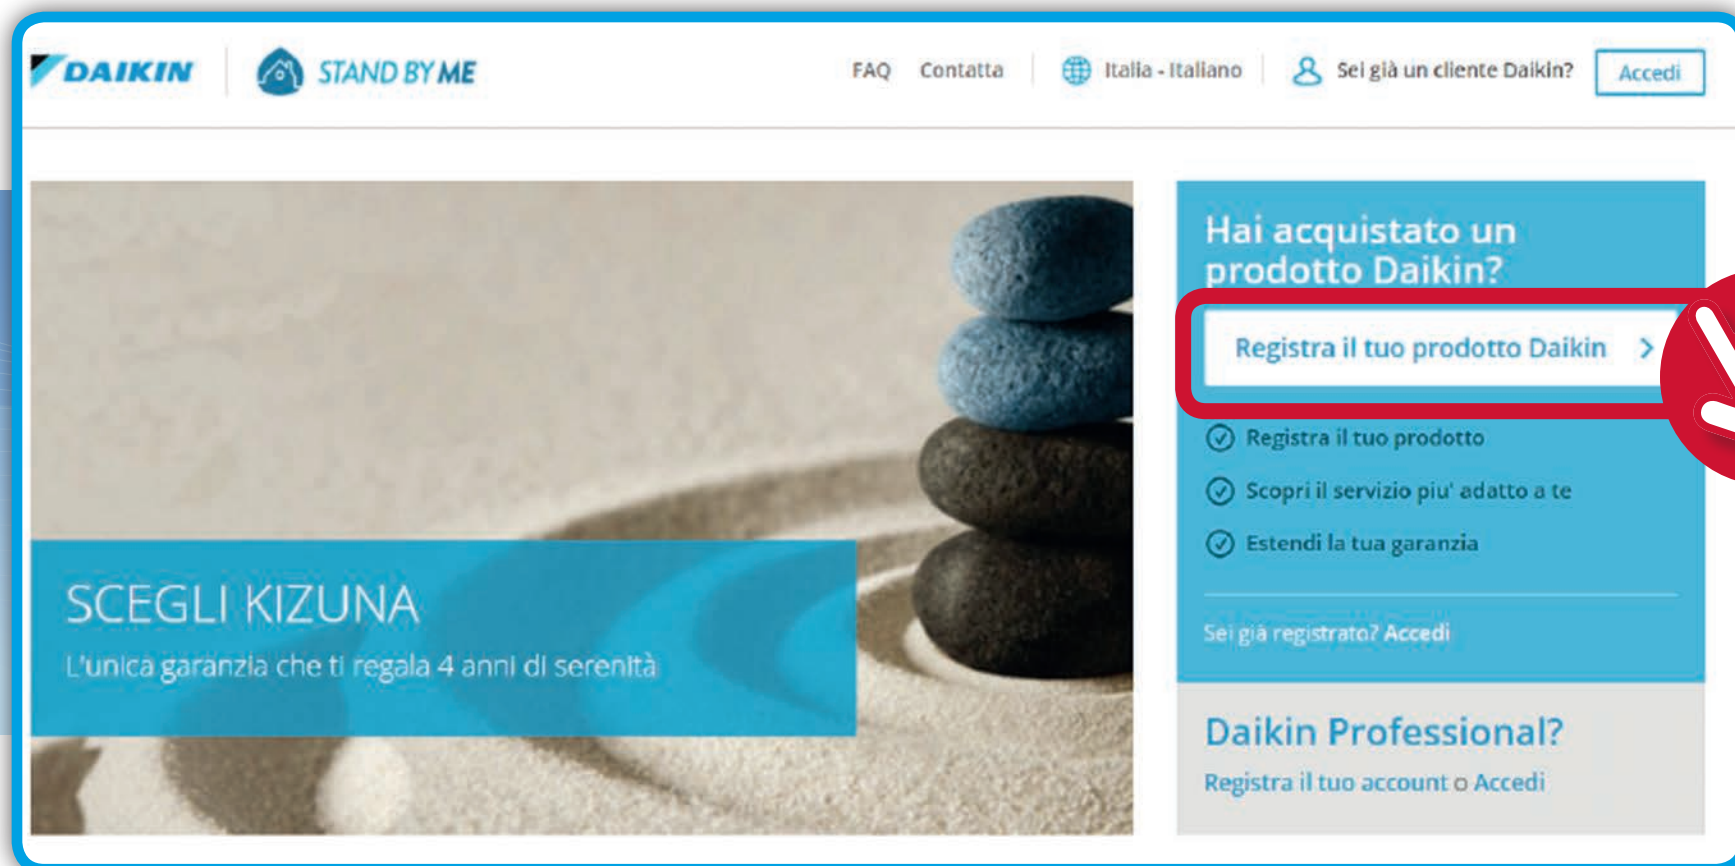 DAIKIN STAND BY ME FAQ Contatta Italia - Italiano Sei già un cliente Daikin? Accedi
Hai acquistato un
prodotto Daikin?
Registra il tuo prodotto Daikin
Registra il tuo prodotto
Scopri il servizio piu' adatto a te
Estendi la tua garanzia
Sei già registrato? Accedi
SCEGLI KIZUNA
L'unica garanzia che ti regala 4 anni di serenità
Daikin Professional?
Registra il tuo account o Accedi